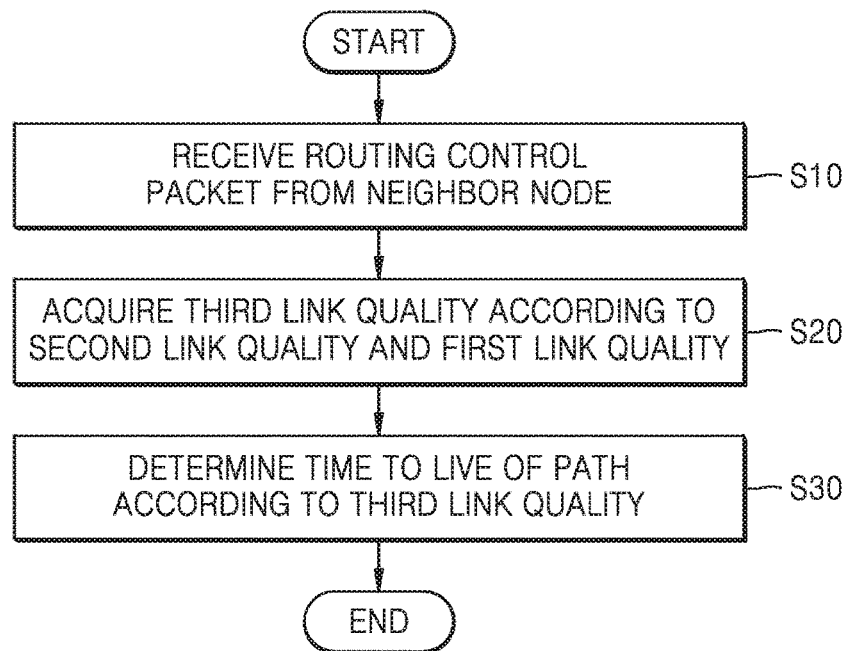 START
RECEIVE ROUTING CONTROL
PACKET FROM NEIGHBOR NODE
S10
ACQUIRE THIRD LINK QUALITY ACCORDING TO
SECOND LINK QUALITY AND FIRST LINK QUALITY
S20
DETERMINE TIME TO LIVE OF PATH
ACCORDING TO THIRD LINK QUALITY
S30
END